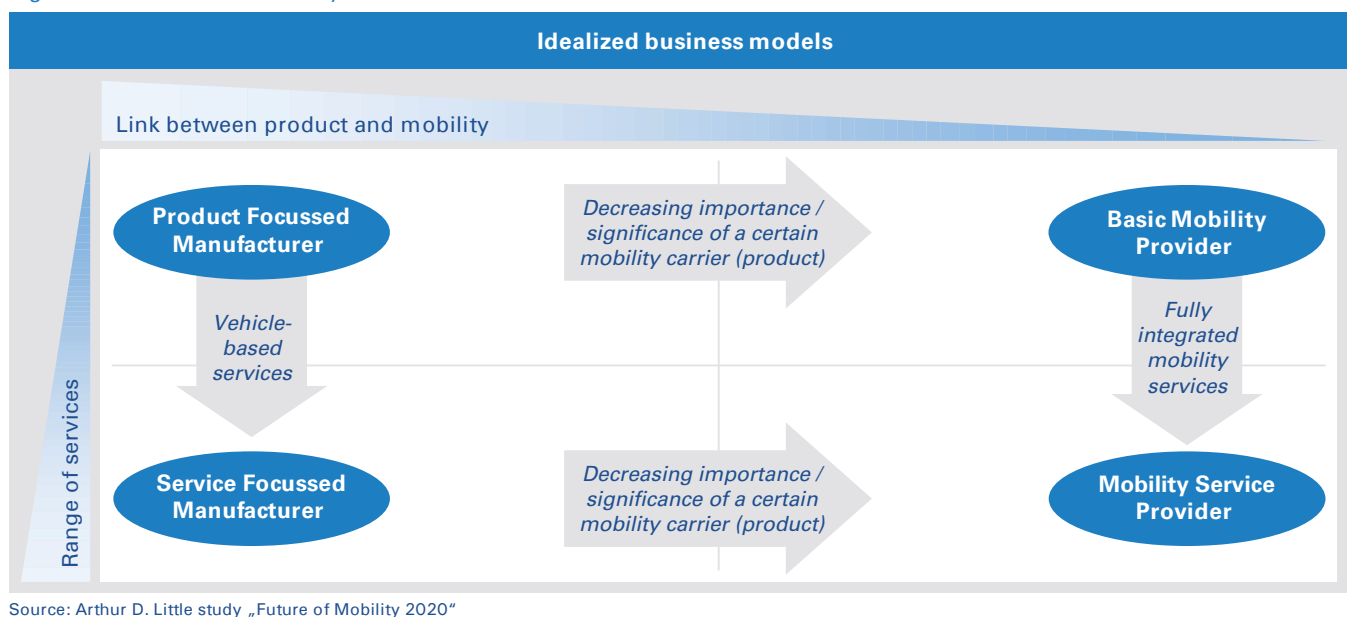 Idealized business models
Link between product and mobility
Range of services
Product Focussed
Manufacturer
Decreasing importance /
significance of a certain
mobility carrier (product)
Basic Mobility
Provider
Vehicle-
based
services
Fully
integrated
mobility
services
Service Focussed
Manufacturer
Decreasing importance /
significance of a certain
mobility carrier (product)
Mobility Service
Provider
Source: Arthur D. Little study „Future of Mobility 2020“